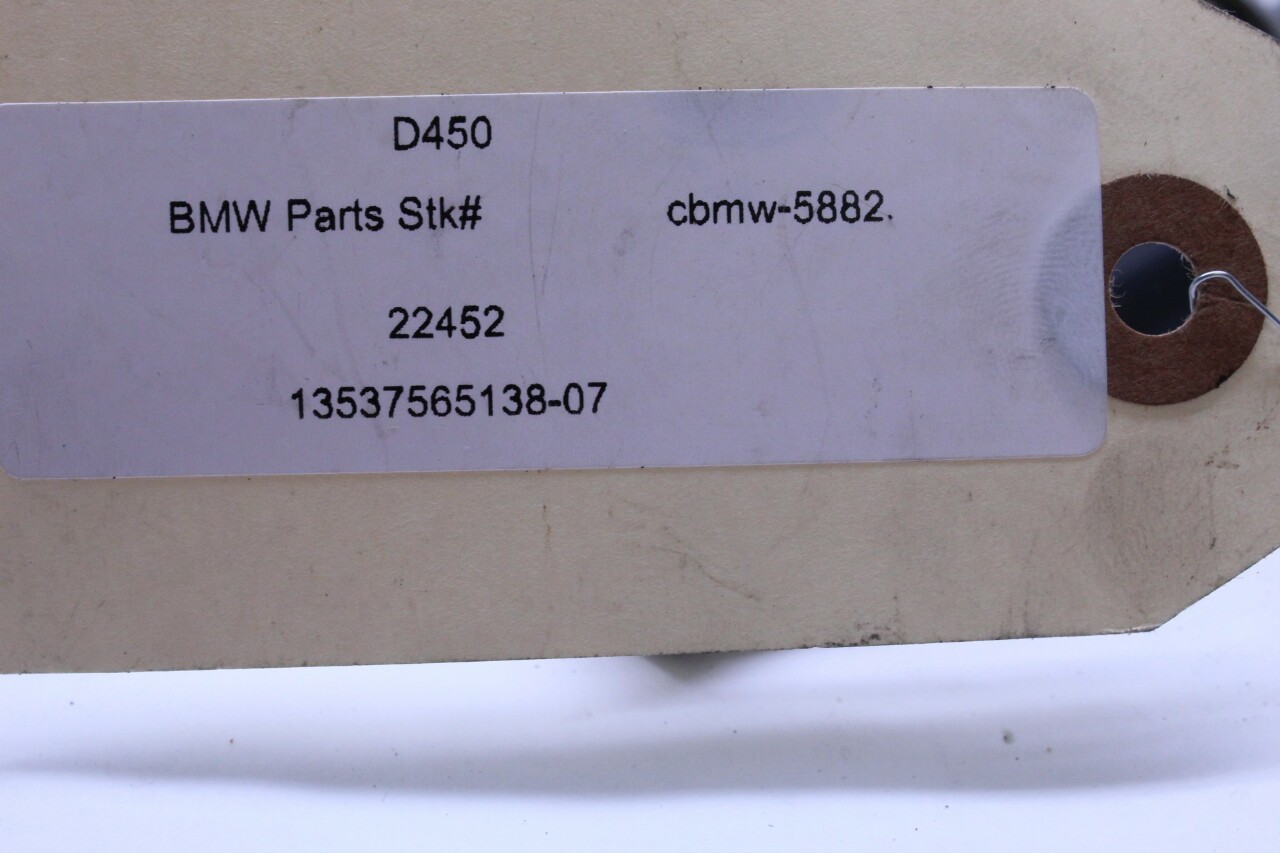 D450
BMW Parts Stk# cbmw-5882.
22452
13537565138-07